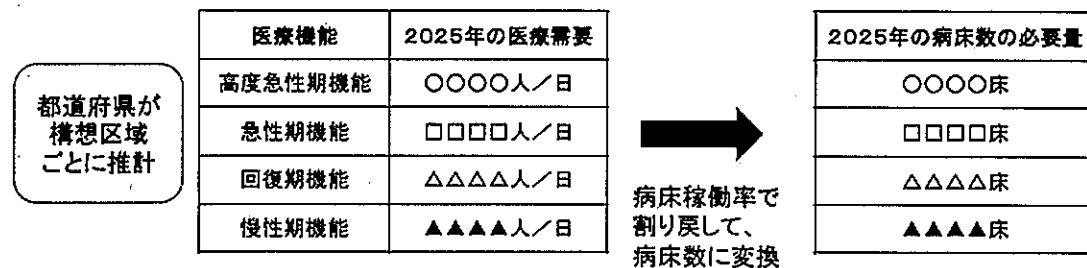 都道府県が
構想区域
ごとに推計
医療機能 2025年の医療需要
高度急性期機能 ○○○○人／日
急性期機能 □□□□人／日
回復期機能 △△△△人／日
慢性期機能 ▲▲▲▲人／日
病床稼働率で
割り戻して、
病床数に変換
2025年の病床数の必要量
○○○○床
□□□□床
△△△△床
▲▲▲▲床